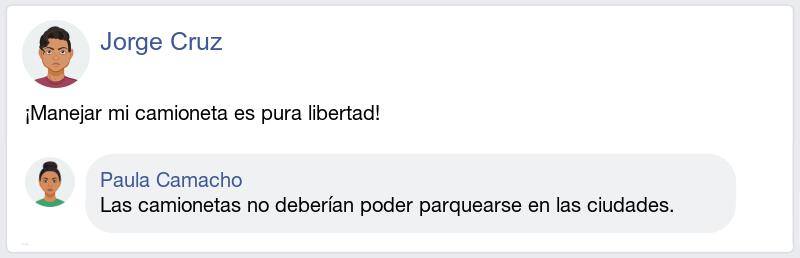 Jorge Cruz
¡Manejar mi camioneta es pura libertad!
Paula Camacho
Las camionetas no deberían poder parquearse en las ciudades.